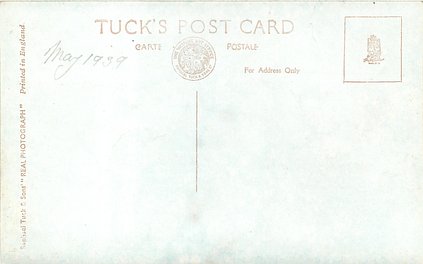 TUCK'S POST CARD
CARTE POSTALE
For Address Only
May 1939
Raphael Tuck & Sons' "REAL PHOTOGRAPH" Printed in England.